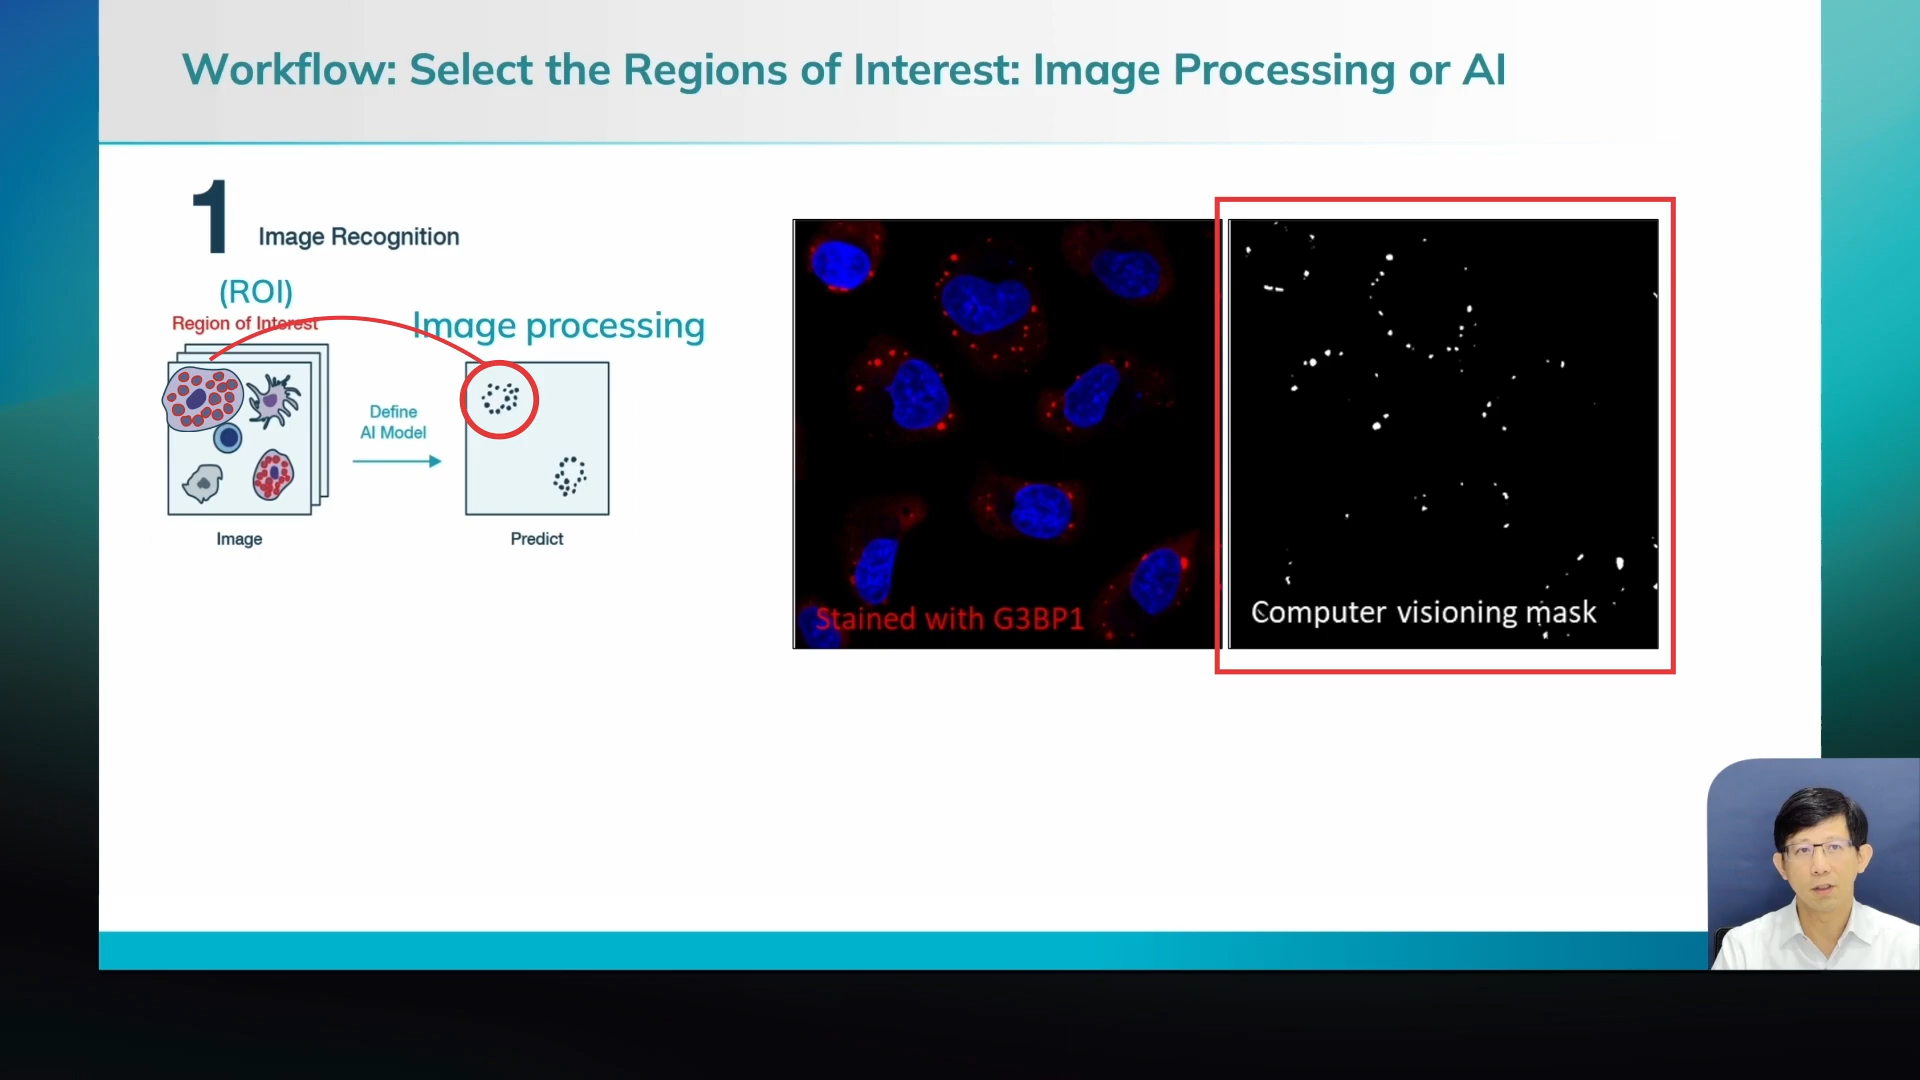 Workflow: Select the Regions of Interest: Image Processing or AI
1
Image Recognition
(ROI)
Region of Interest
Image processing
Define
AI Model
Image
Predict
Stained with G3BP1
Computer visioning mask